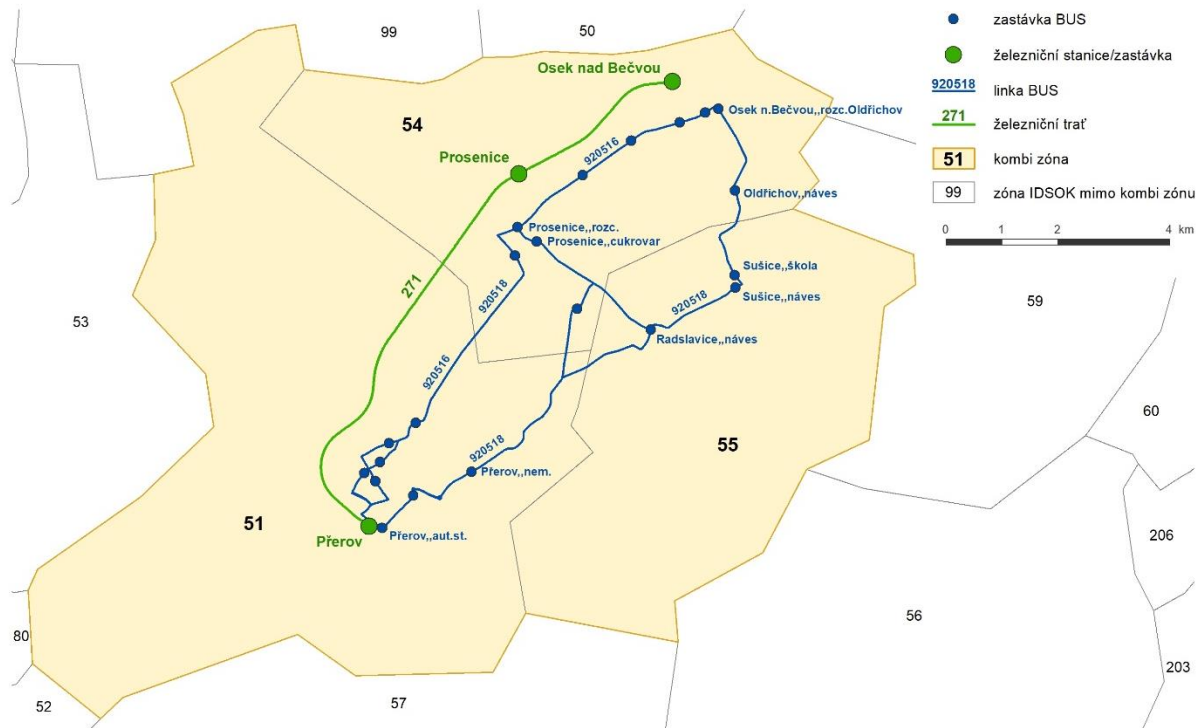 99
50
zastávka BUS
Osek nad Bečvou
železniční stanice/zastávka
920518
linka BUS
Osek n.Bečvou,,rozc.Oldřichov
271
železniční trať
54
920516
Prosenice
51
kombi zóna
Oldřichov,,náves
99
zóna IDSOK mimo kombi zónu
Prosenice,,rozc.
Prosenice,,cukrovar
0 1 2 3 4 km
271
920518
Sušice,,škola
Sušice,,náves
920518
59
53
Radslavice,,náves
920516
60
55
920518
Přerov,,nem.
51
Přerov
Přerov,,aut.st.
206
56
80
203
52
57